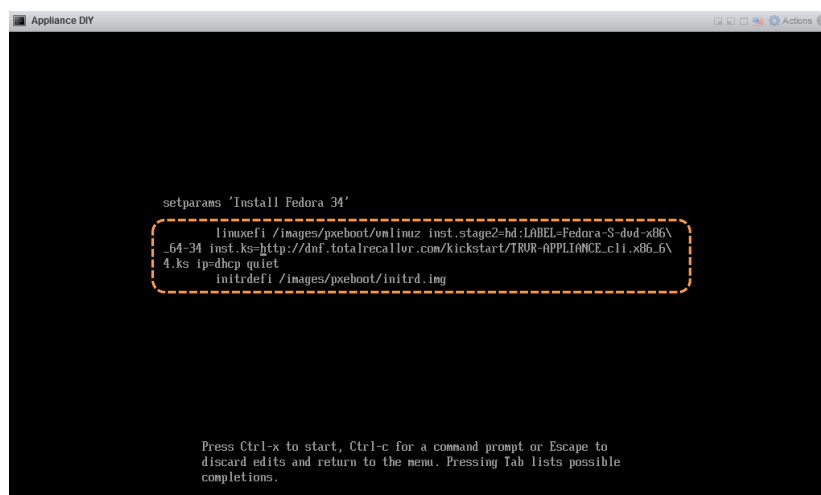 Appliance DIY
Actions
setparams 'Install Fedora 34'
linuxefi /images/pxeboot/vmlinuz inst.stage2=hd:LABEL=Fedora-S-dvd-x86\
_64-34 inst.ks=http://dnf.totalrecallvr.com/kickstart/TRVR-APPLIANCE_cli.x86_6\
4.ks ip=dhcp quiet
initrdefi /images/pxeboot/initrd.img
Press Ctrl-x to start, Ctrl-c for a command prompt or Escape to
discard edits and return to the menu. Pressing Tab lists possible
completions.